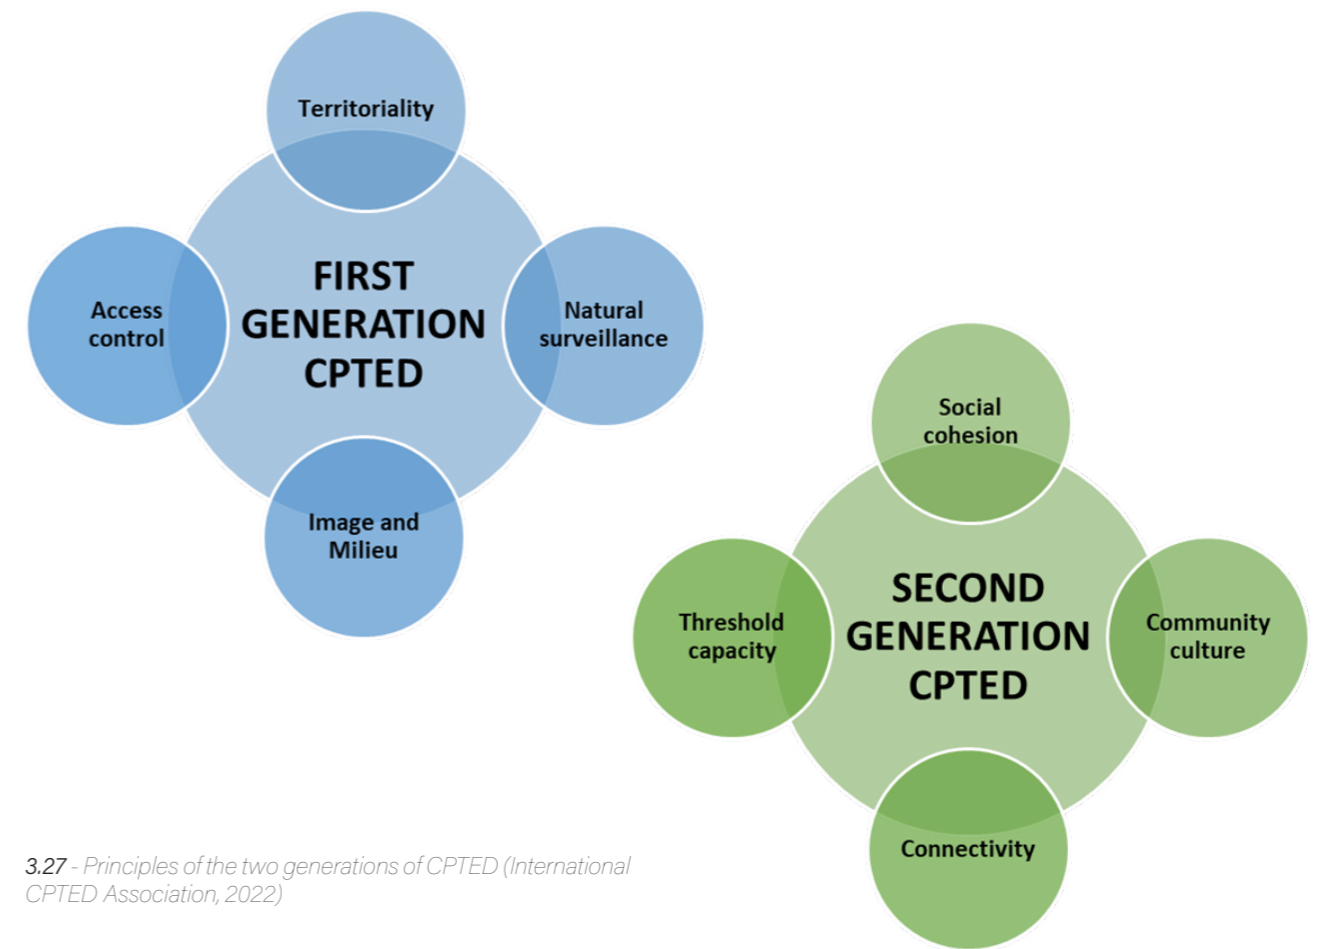 Territoriality
Access
control
FIRST
GENERATION
CPTED
Natural
surveillance
Image and
Milieu
Social
cohesion
Threshold
capacity
SECOND
GENERATION
CPTED
Community
culture
Connectivity
3.27 - Principles of the two generations of CPTED (International
CPTED Association, 2022)